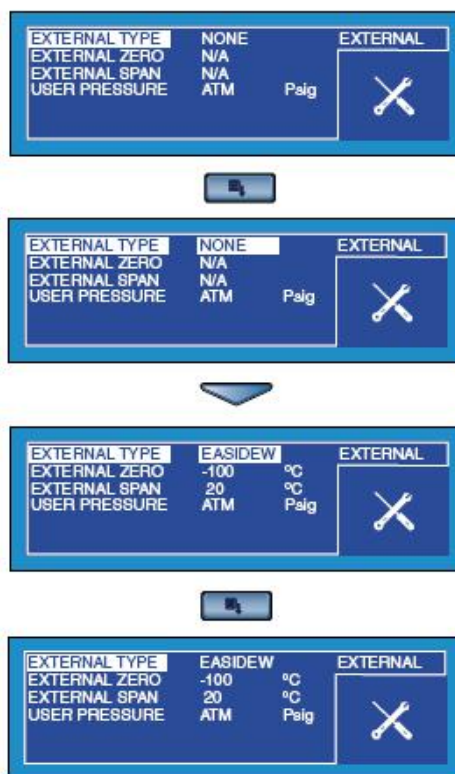 EXTERNAL TYPE NONE EXTERNAL
EXTERNAL ZERO N/A
EXTERNAL SPAN N/A
USER PRESSURE ATM Psig
EXTERNAL TYPE NONE EXTERNAL
EXTERNAL ZERO N/A
EXTERNAL SPAN N/A
USER PRESSURE ATM Psig
EXTERNAL TYPE EASIDEW EXTERNAL
EXTERNAL ZERO -100 ºC
EXTERNAL SPAN 20 ºC
USER PRESSURE ATM Psig
EXTERNAL TYPE EASIDEW EXTERNAL
EXTERNAL ZERO -100 ºC
EXTERNAL SPAN 20 ºC
USER PRESSURE ATM Psig